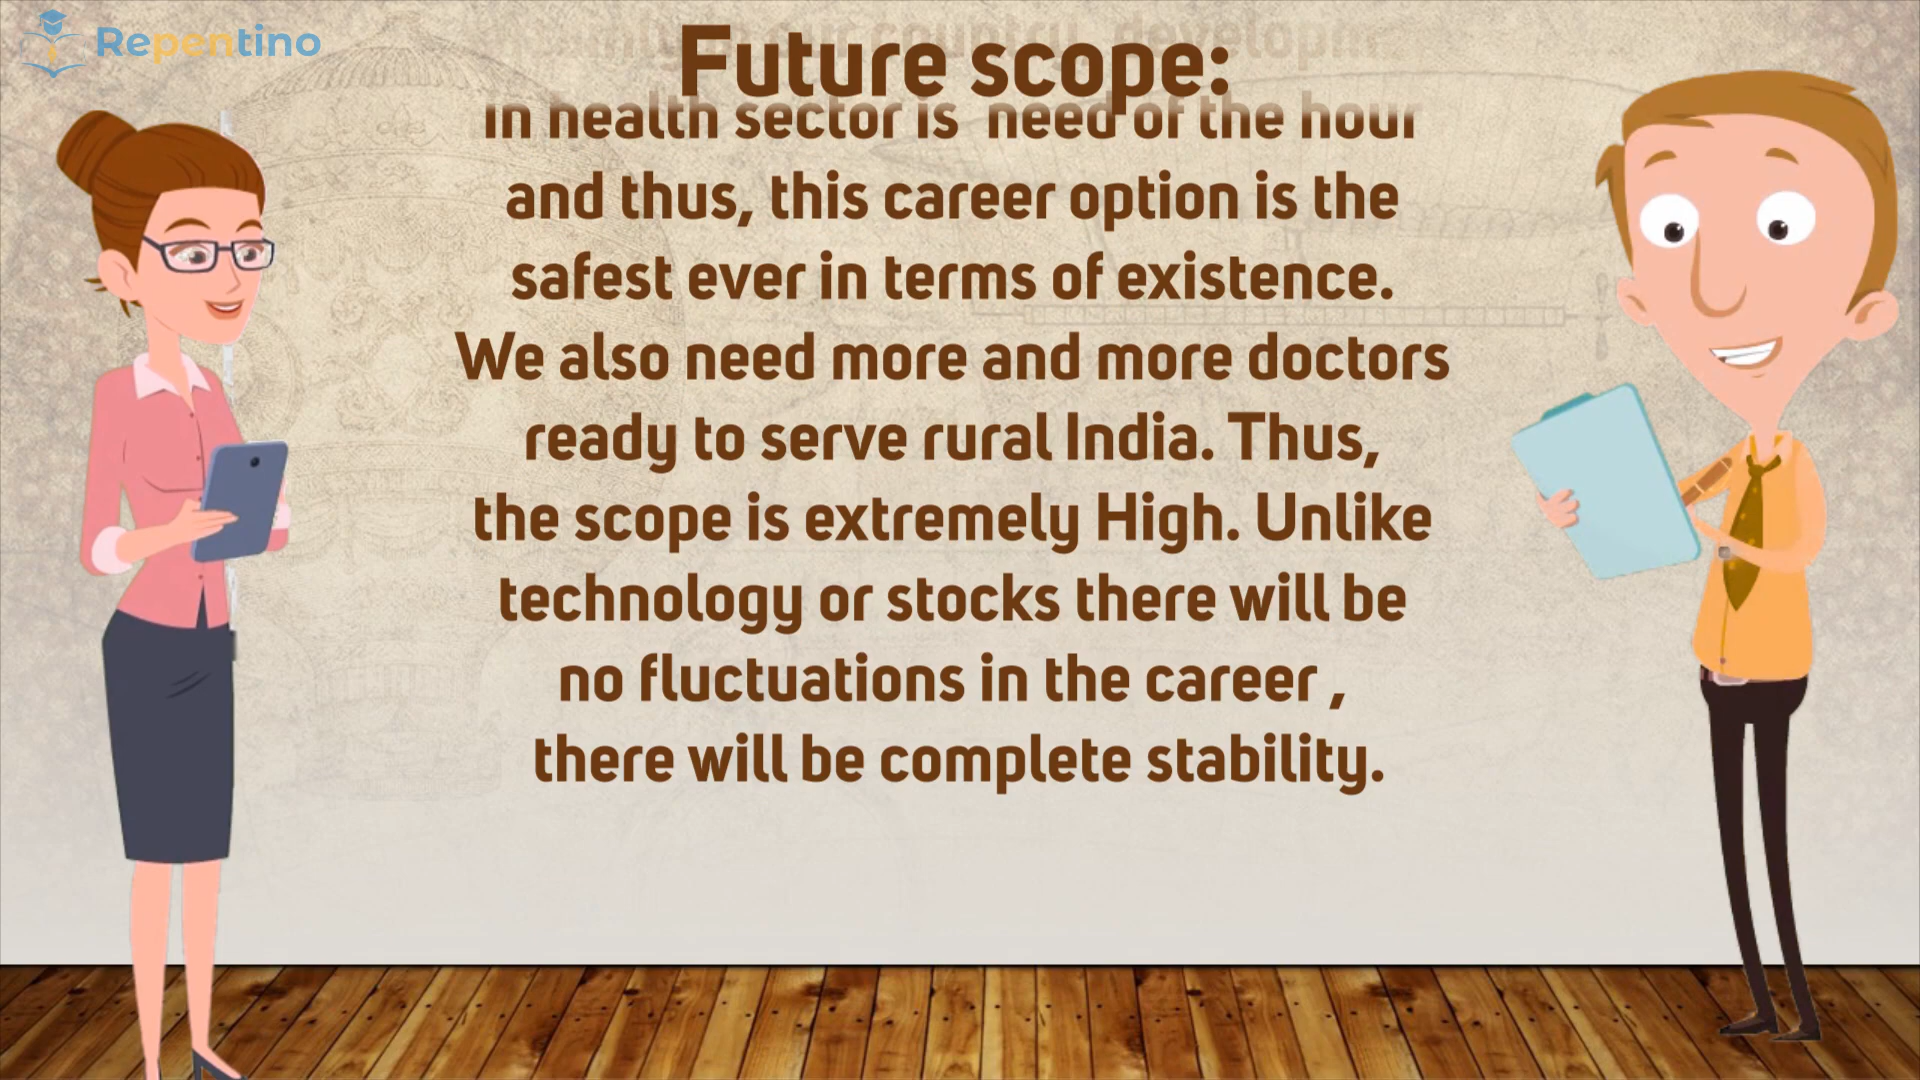 Repentino
Future scope:
our country, developm
in health sector is need of the hour
and thus, this career option is the
safest ever in terms of existence.
We also need more and more doctors
ready to serve rural India. Thus,
the scope is extremely High. Unlike
technology or stocks there will be
no fluctuations in the career ,
there will be complete stability.